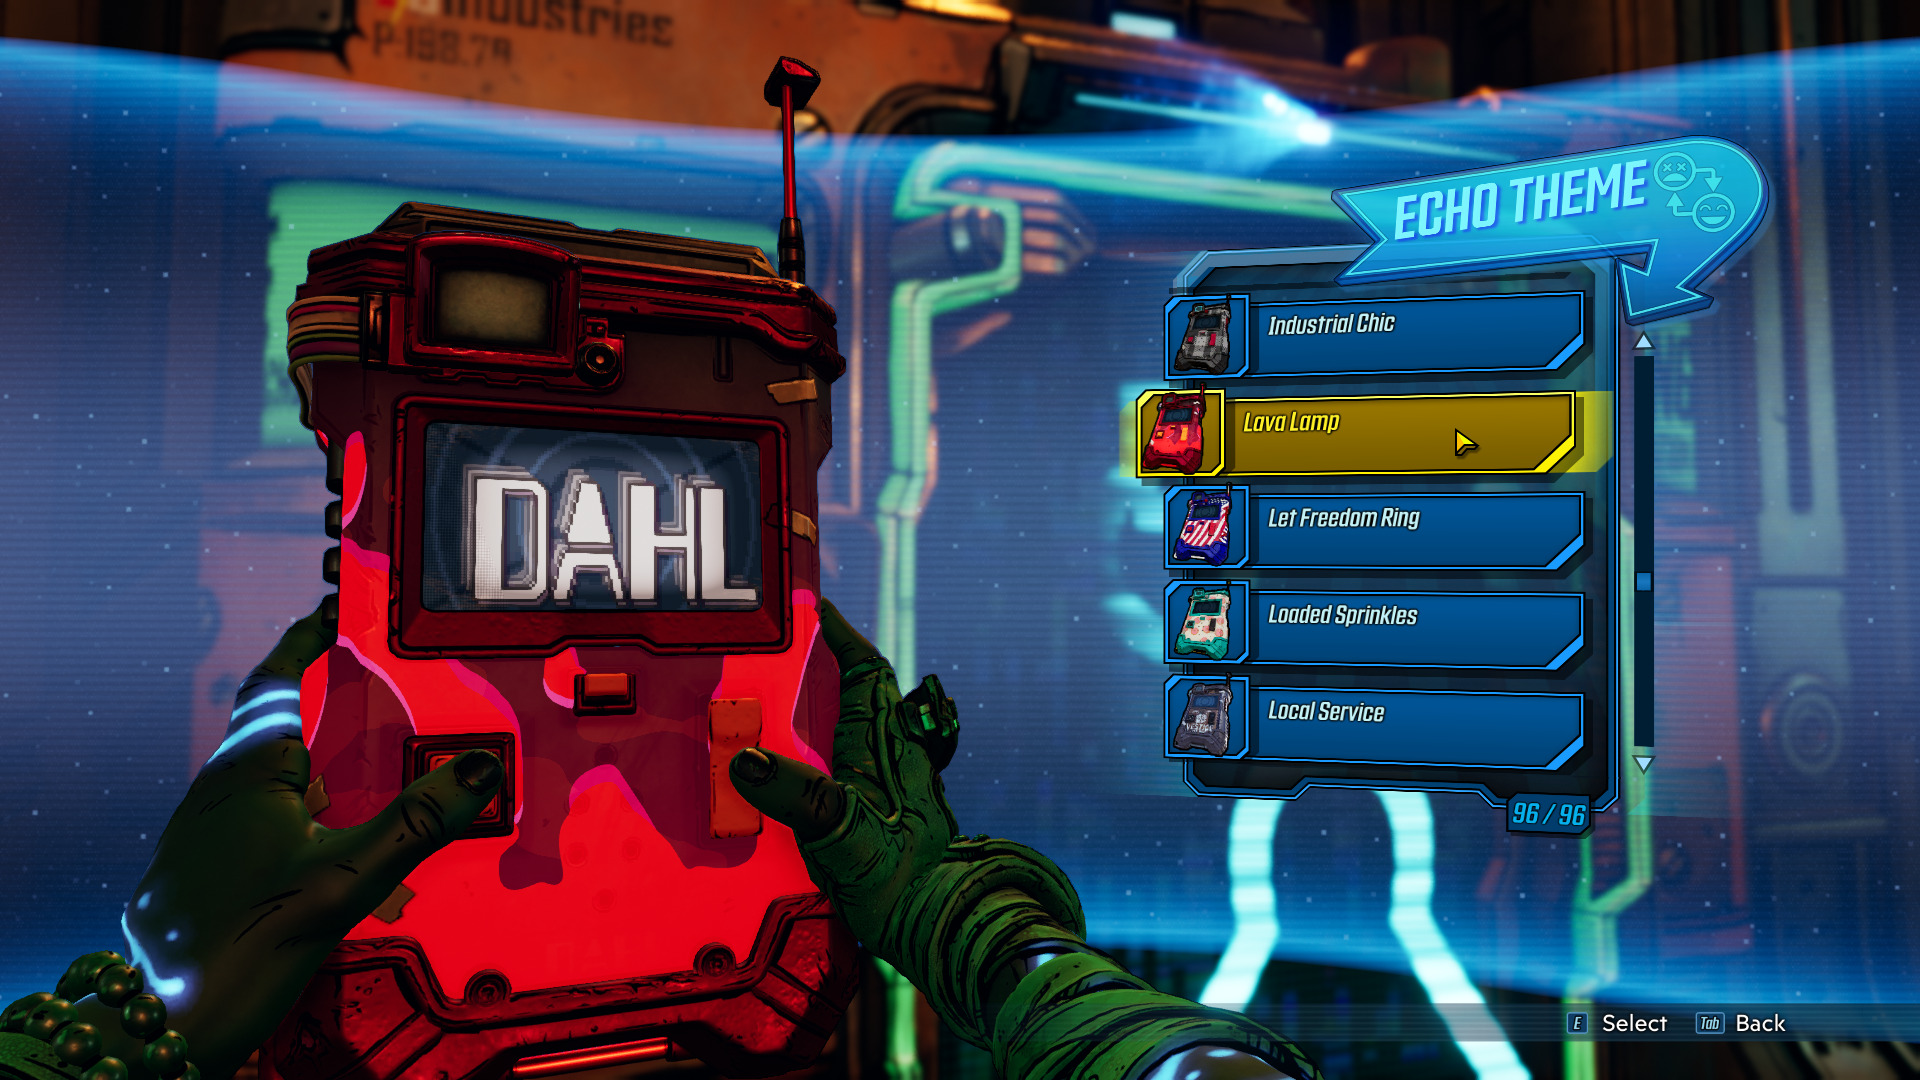 industries
P-198.79
ECHO THEME
Industrial Chic
Lava Lamp
Let Freedom Ring
Loaded Sprinkles
Local Service
96 / 96
DAHL
E Select Tab Back